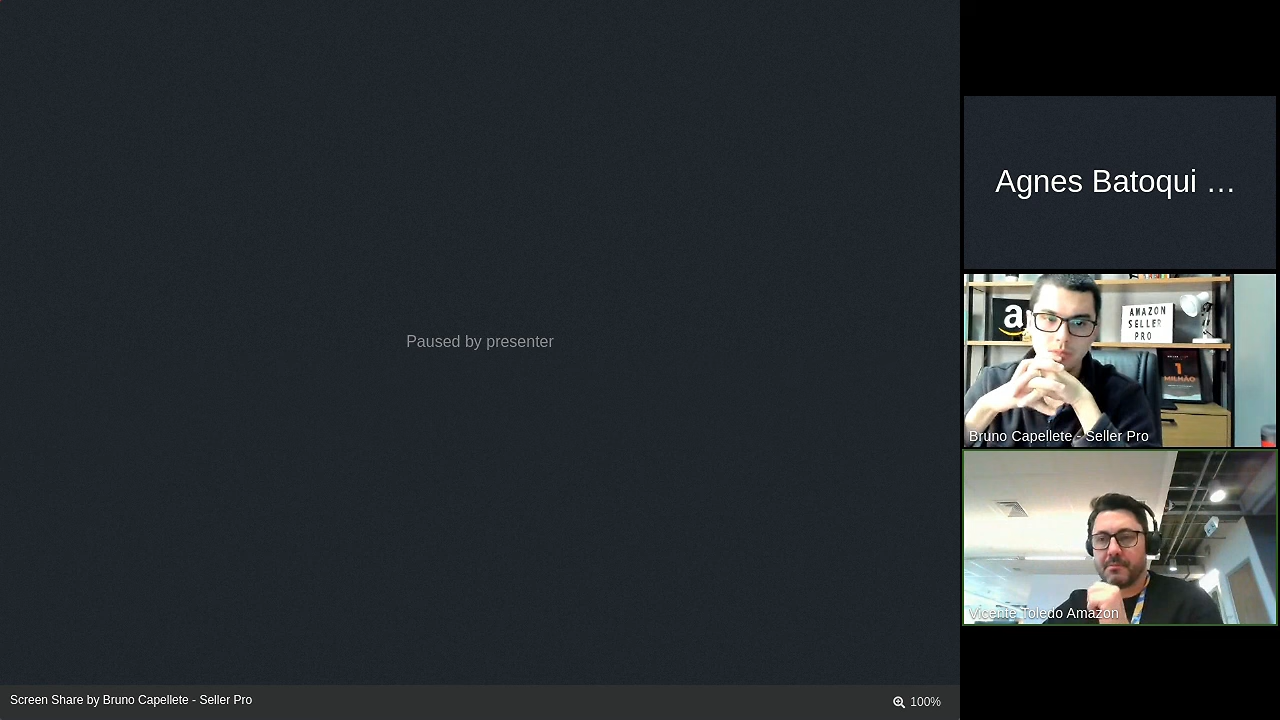 Paused by presenter
Screen Share by Bruno Capellete - Seller Pro
100%
Agnes Batoqui …
a
AMAZON
SELLER
PRO
1
MILHÃO
Bruno Capellete - Seller Pro
Vicente Toledo Amazon